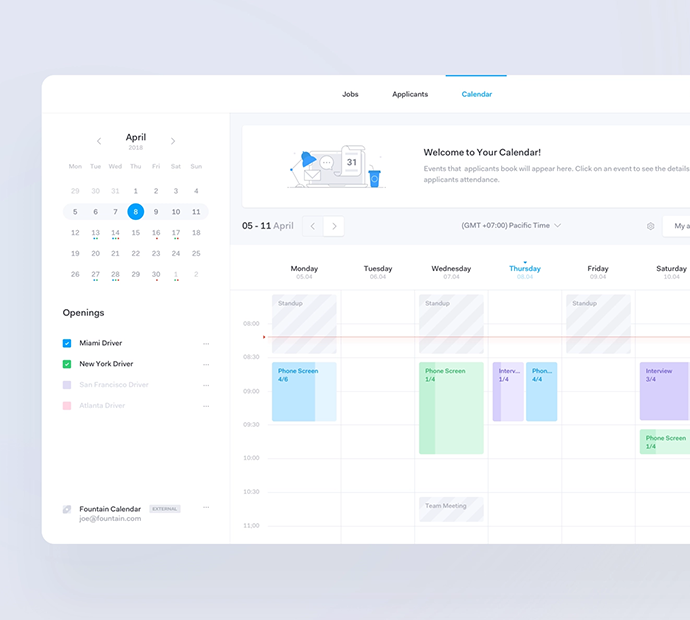 Jobs
Applicants
Calendar
April
2018
Mon Tue Wed Thu Fri Sat Sun
29 30 31 1 2 3 4
5 6 7 8 9 10 11
12 13 14 15 16 17 18
19 20 21 22 23 24 25
26 27 28 29 30 1 2
Openings
Miami Driver
New York Driver
San Francisco Driver
Atlanta Driver
Fountain Calendar EXTERNAL
joe@fountain.com
31
Welcome to Your Calendar!
Events that applicants book will appear here. Click on an event to see the details
applicants attendance.
05 - 11 April
(GMT +07:00) Pacific Time
My a
Monday Tuesday Wednesday Thursday Friday Saturday
05.04 06.04 07.04 08.04 09.04 10.04
Standup
Standup
Standup
08:00
08:30
09:00
09:30
10:00
10:30
11:00
Phone Screen
4/6
Phone Screen
1/4
Interv...
1/4
Phon...
4/4
Interview
3/4
Phone Screen
1/4
Team Meeting